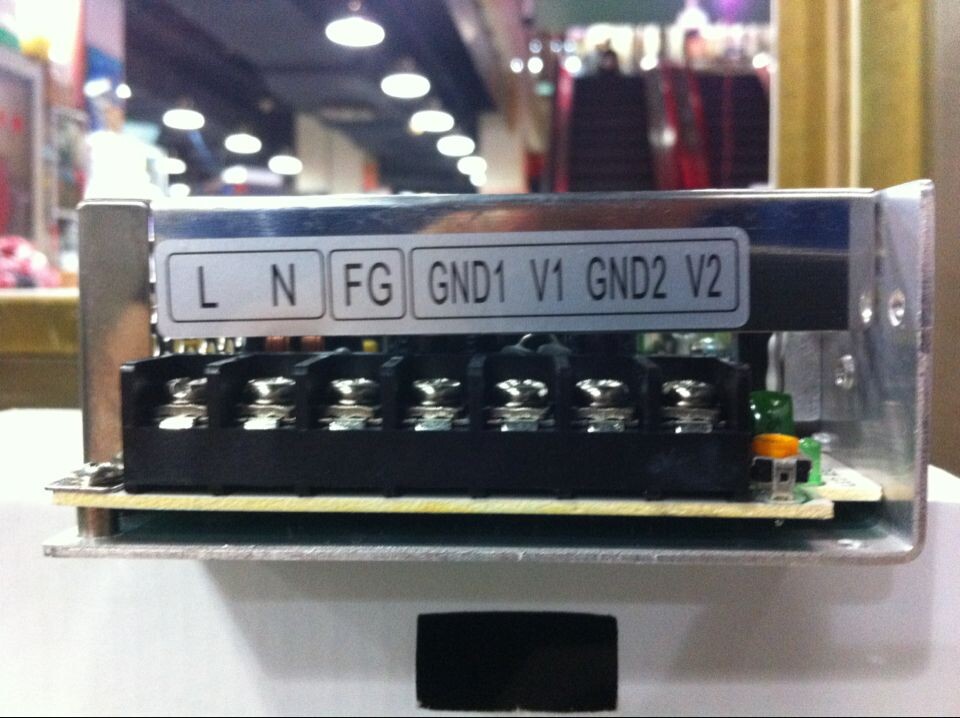 L N FG GND1 V1 GND2 V2